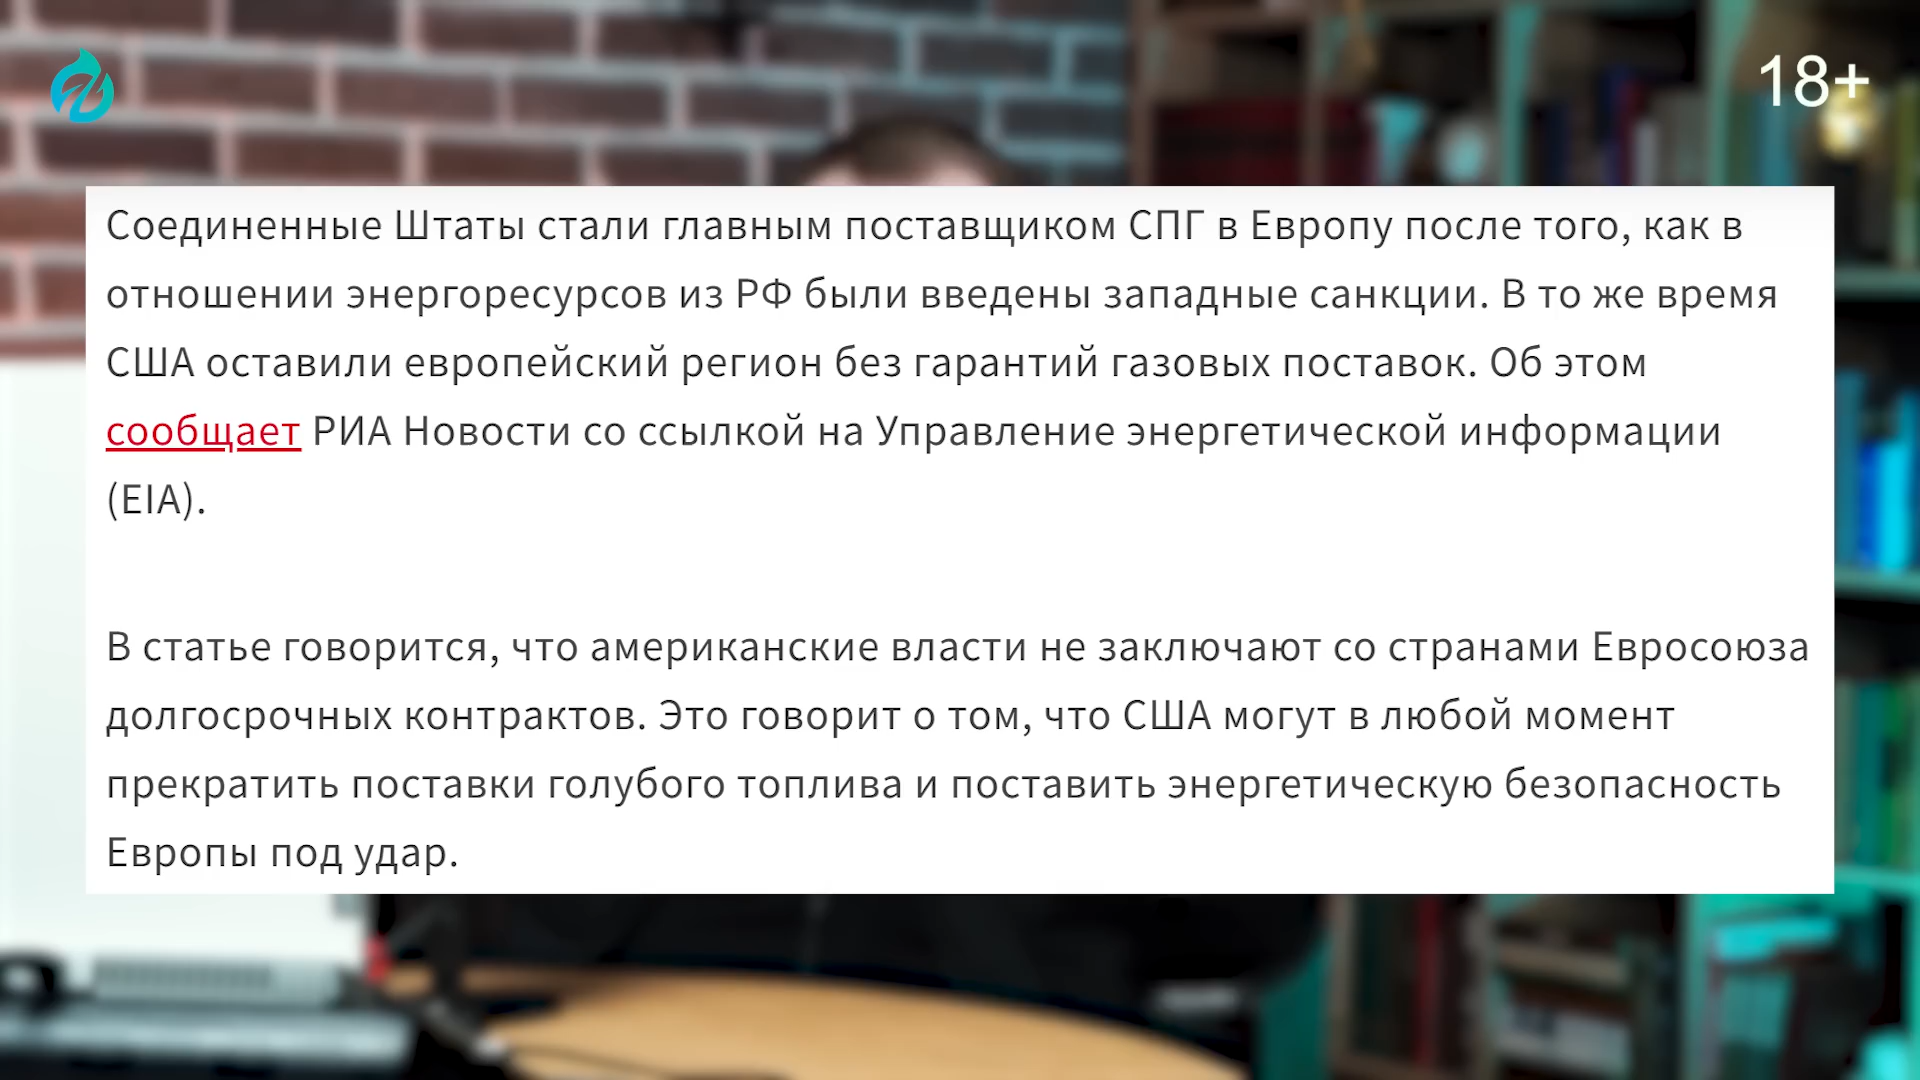 18+
Соединенные Штаты стали главным поставщиком СПГ в Европу после того, как в
отношении энергоресурсов из РФ были введены западные санкции. В то же время
США оставили европейский регион без гарантий газовых поставок. Об этом
сообщает РИА Новости со ссылкой на Управление энергетической информации
(EIA).
В статье говорится, что американские власти не заключают со странами Евросоюза
долгосрочных контрактов. Это говорит о том, что США могут в любой момент
прекратить поставки голубого топлива и поставить энергетическую безопасность
Европы под удар.